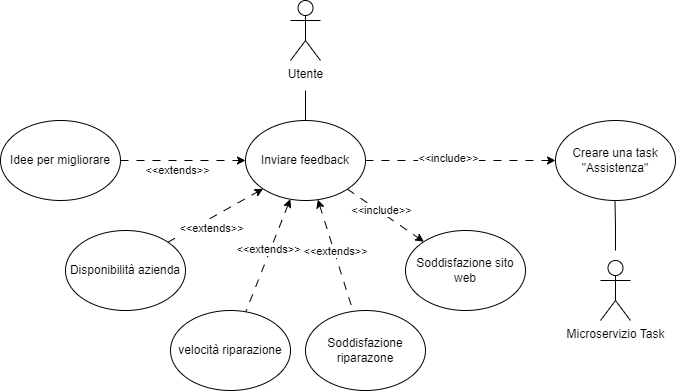 Utente
Idee per migliorare
<<extends>>
Inviare feedback
<<include>>
Creare una task
"Assistenza"
<<include>>
<<extends>>
<<extends>>
<<extends>>
Disponibilità azienda
Soddisfazione sito
web
Microservizio Task
velocità riparazione
Soddisfazione
riparazone